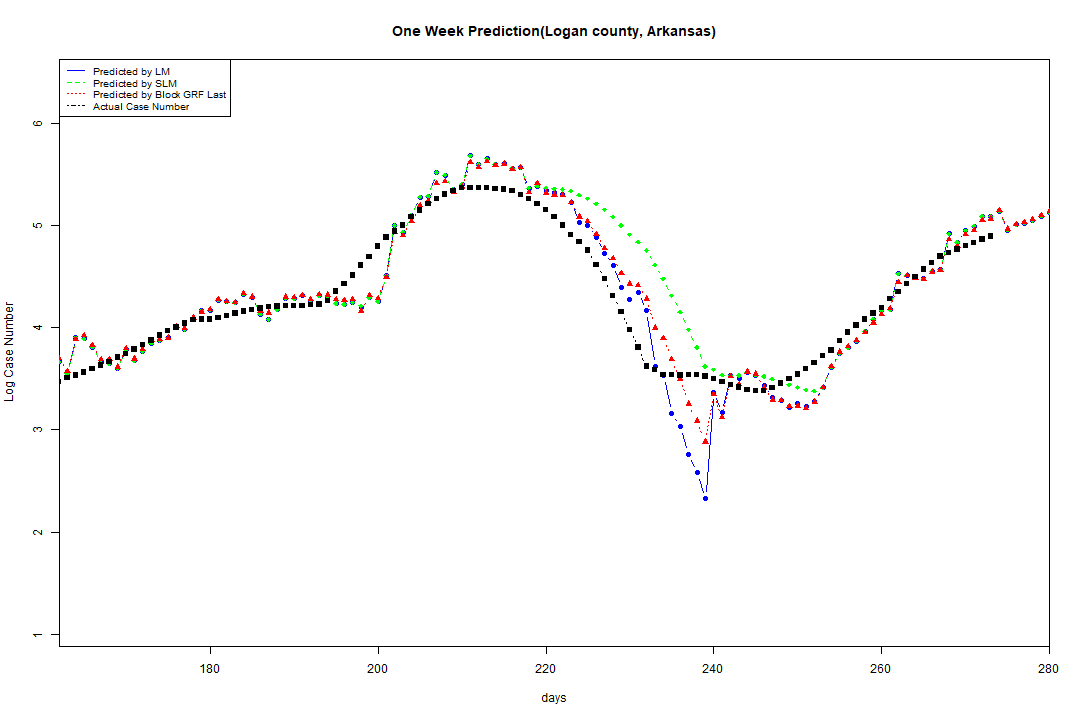 One Week Prediction(Logan county, Arkansas)
Predicted by LM
Predicted by SLM
Predicted by Block GRF Last
Actual Case Number
Log Case Number
6
5
4
3
2
1
180 200 220 240 260 280
days